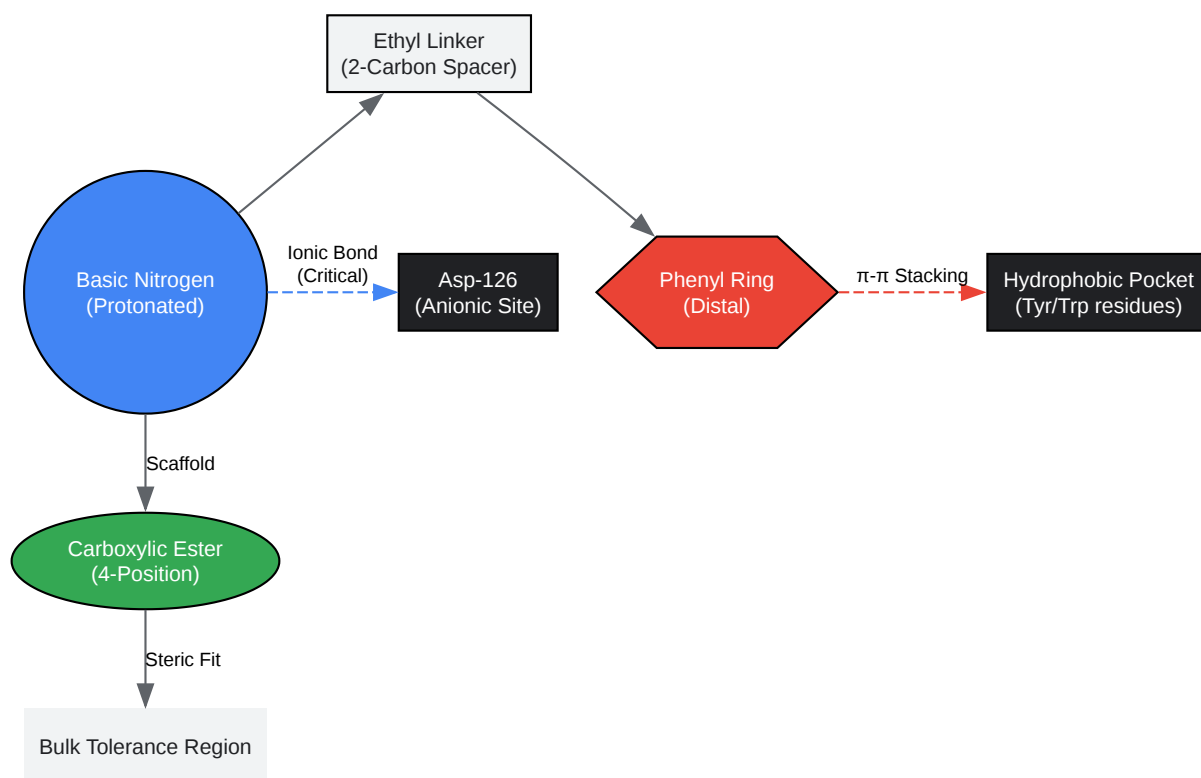 Ethyl Linker
(2-Carbon Spacer)
Basic Nitrogen
(Protonated)
Ionic Bond
(Critical)
Asp-126
(Anionic Site)
Phenyl Ring
(Distal)
π-π Stacking
Hydrophobic Pocket
(Tyr/Trp residues)
Scaffold
Carboxylic Ester
(4-Position)
Steric Fit
Bulk Tolerance Region